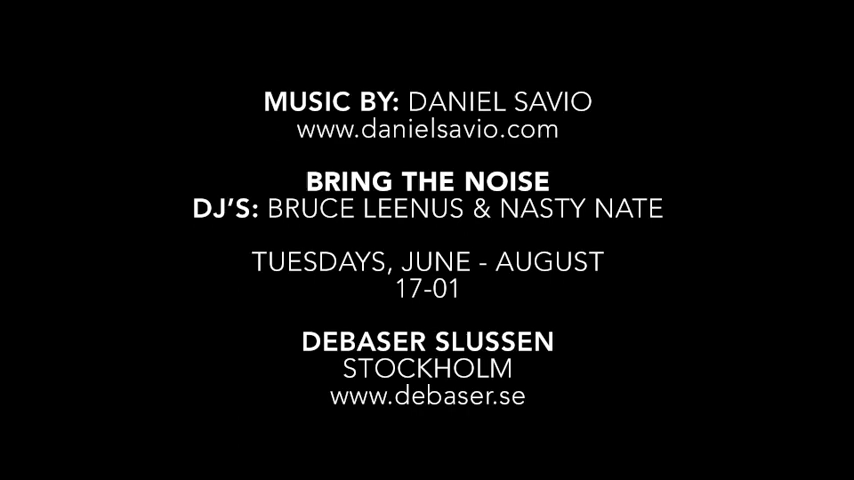 MUSIC BY: DANIEL SAVIO
www.danielsavio.com
BRING THE NOISE
DJ'S: BRUCE LEENUS & NASTY NATE
TUESDAYS, JUNE - AUGUST
17-01
DEBASER SLUSSEN
STOCKHOLM
www.debaser.se